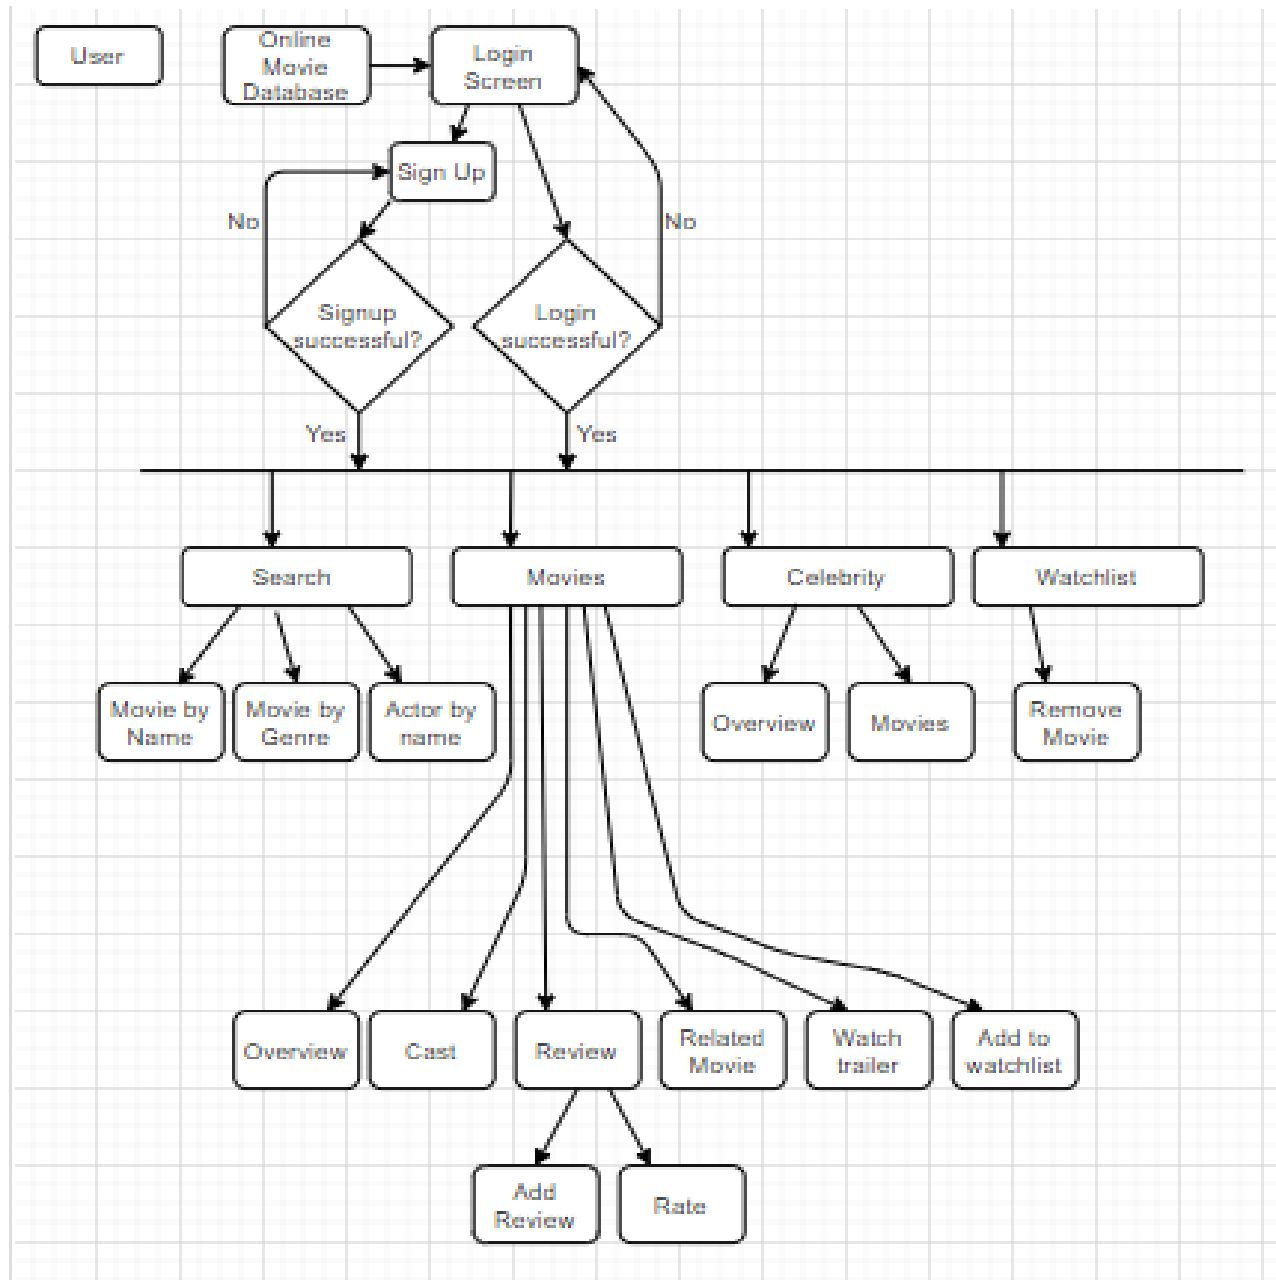 User
Online
Movie
Database
Login
Screen
Sign Up
No
No
Signup
successful?
Login
successful?
Yes
Yes
Search
Movies
Celebrity
Watchlist
Movie by
Name
Movie by
Genre
Actor by
name
Overview
Movies
Remove
Movie
Overview
Cast
Review
Related
Movie
Watch
trailer
Add to
watchlist
Add
Review
Rate